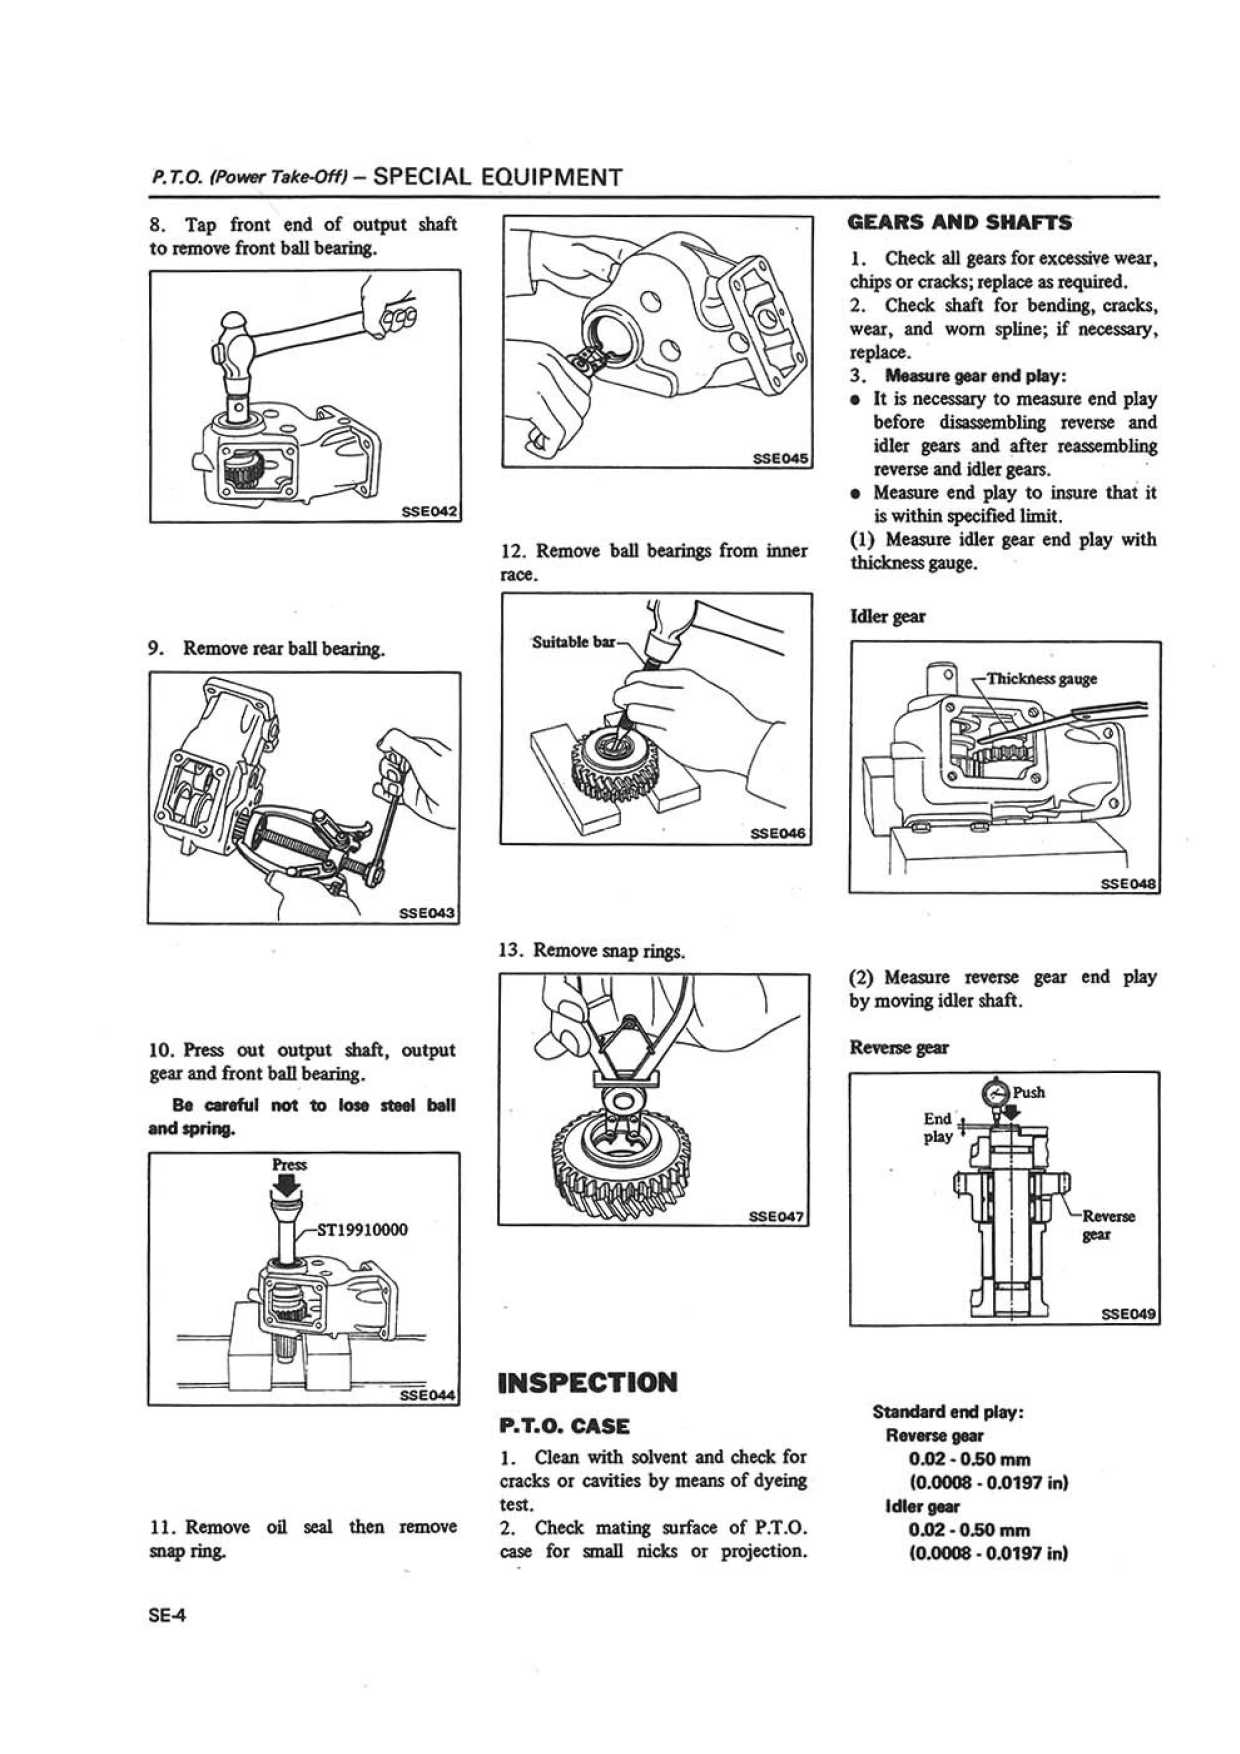 P.T.O. (Power Take-Off) – SPECIAL EQUIPMENT
8. Tap front end of output shaft
to remove front ball bearing.
SSE042
9. Remove rear ball bearing.
SSE043
10. Press out output shaft, output
gear and front ball bearing.
Be careful not to lose steel ball
and spring.
Press
ST19910000
SSE044
11. Remove oil seal then remove
snap ring.
SSE045
12. Remove ball bearings from inner
race.
Suitable bar
SSE046
13. Remove snap rings.
SSE047
INSPECTION
P.T.O. CASE
1. Clean with solvent and check for
cracks or cavities by means of dyeing
test.
2. Check mating surface of P.T.O.
case for small nicks or projection.
GEARS AND SHAFTS
1. Check all gears for excessive wear,
chips or cracks; replace as required.
2. Check shaft for bending, cracks,
wear, and worn spline; if necessary,
replace.
3. Measure gear end play:
● It is necessary to measure end play
before disassembling reverse and
idler gears and after reassembling
reverse and idler gears.
● Measure end play to insure that it
is within specified limit.
(1) Measure idler gear end play with
thickness gauge.
Idler gear
Thickness gauge
SSE048
(2) Measure reverse gear end play
by moving idler shaft.
Reverse gear
Push
End
play
Reverse
gear
SSE049
Standard end play:
Reverse gear
0.02 - 0.50 mm
(0.0008 - 0.0197 in)
Idler gear
0.02 - 0.50 mm
(0.0008 - 0.0197 in)
SE-4